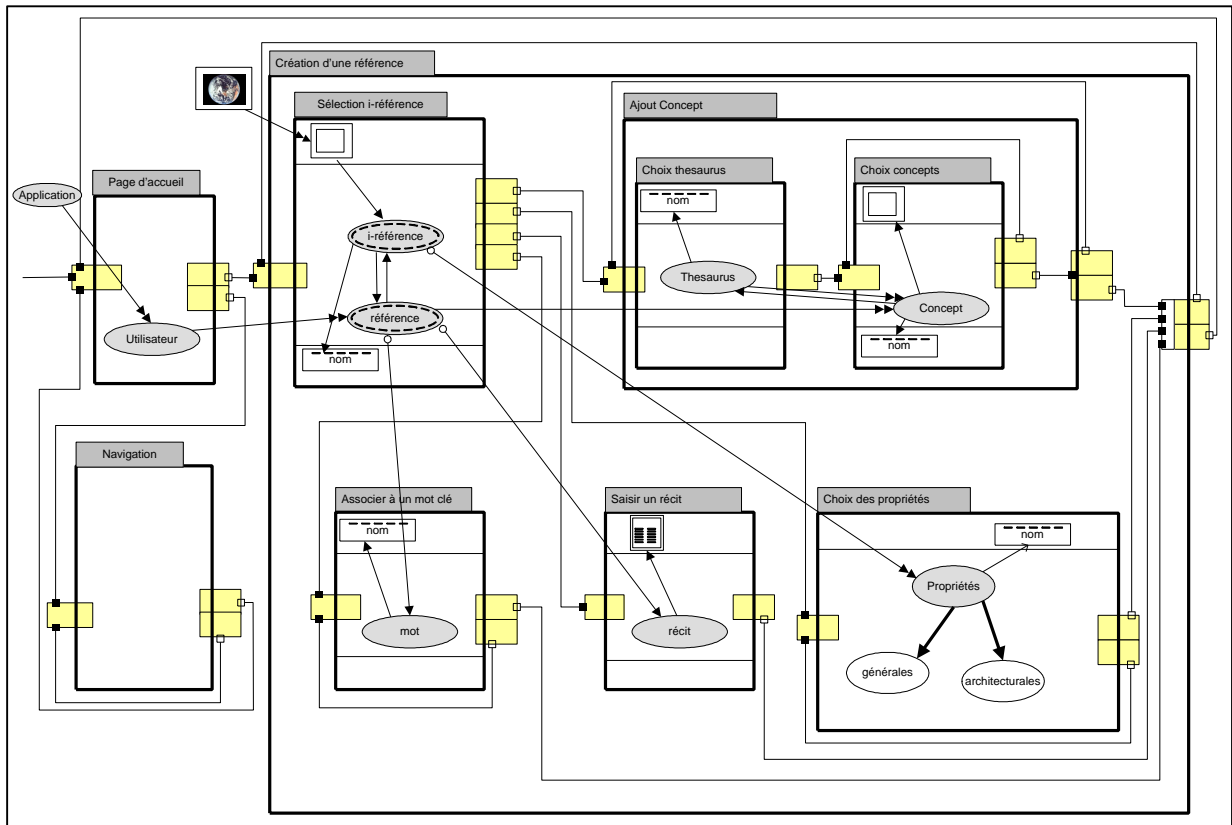 Création d'une référence
Sélection i-référence
Ajout Concept
Choix thesaurus
Choix concepts
Page d'accueil
Application
nom
i-référence
Thesaurus
référence
Concept
Utilisateur
nom
nom
Navigation
Associer à un mot clé
Saisir un récit
Choix des propriétés
nom
nom
Propriétés
mot
récit
générales
architecturales